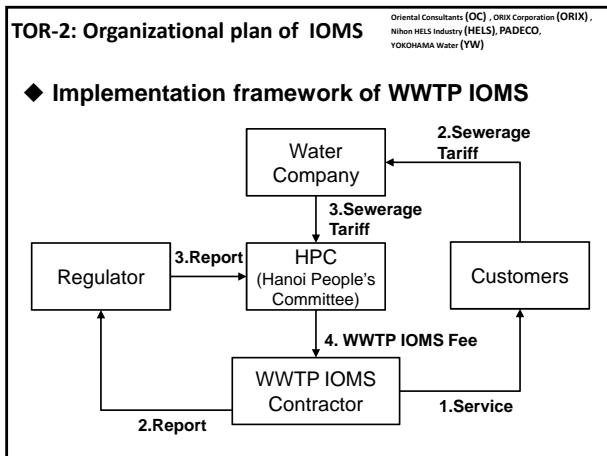 TOR-2: Organizational plan of IOMS
Oriental Consultants (OC) , ORIX Corporation (ORIX) ,
Nihon HELS Industry (HELS), PADECO,
YOKOHAMA Water (YW)
◆ Implementation framework of WWTP IOMS
2.Sewerage
Tariff
Water
Company
3.Sewerage
Tariff
3.Report
Regulator
HPC
(Hanoi People's
Committee)
Customers
4. WWTP IOMS Fee
WWTP IOMS
Contractor
2.Report
1.Service